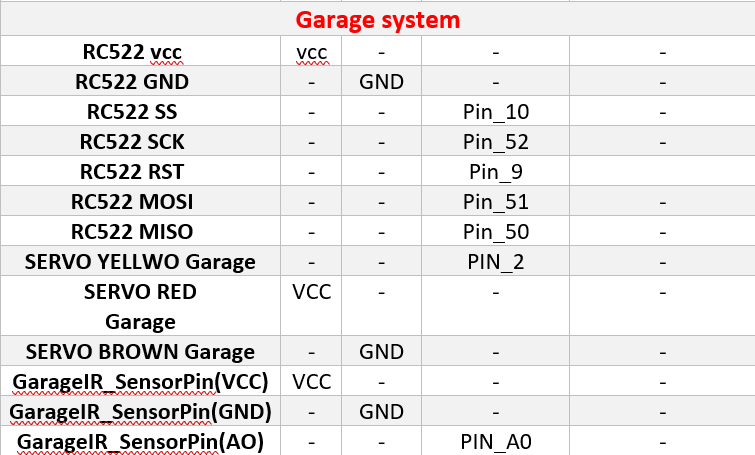 Garage system
RC522 vcc vcc - - -
RC522 GND - GND - -
RC522 SS - - Pin_10 -
RC522 SCK - - Pin_52 -
RC522 RST - - Pin_9 -
RC522 MOSI - - Pin_51 -
RC522 MISO - - Pin_50 -
SERVO YELLWO Garage - - PIN_2 -
SERVO RED VCC - - -
Garage
SERVO BROWN Garage - GND - -
GarageIR_SensorPin(VCC) VCC - - -
GarageIR_SensorPin(GND) - GND - -
GarageIR_SensorPin(AO) - - PIN_A0 -